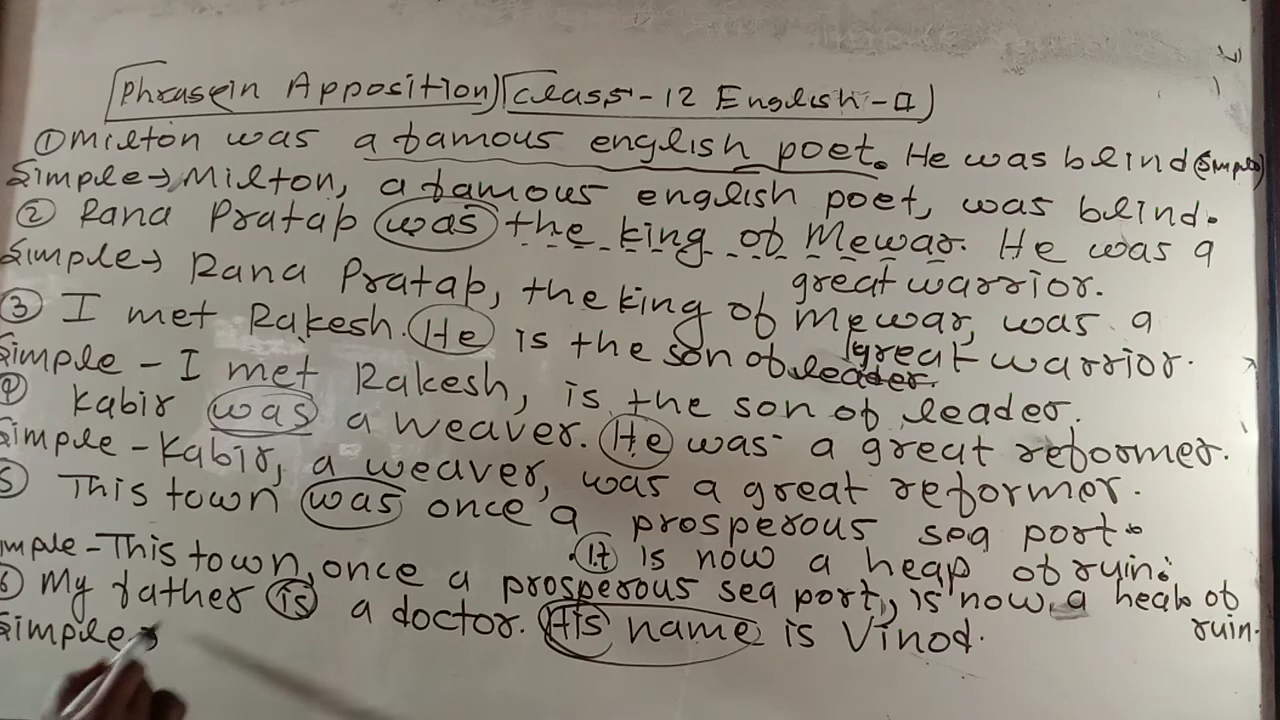 Phrase in Apposition Class-12 English-A
① Milton was a famous english poet. He was blind (Simple)
Simple → Milton, a famous english poet, was blind.
② Rana Pratap was the king of Mewar. He was a great warrior.
Simple → Rana Pratap, the king of Mewar, was a great warrior.
③ I met Rakesh. He is the son of leader.
Simple - I met Rakesh, is the son of leader.
④ Kabir was a weaver. He was a great reformer.
Simple - Kabir, a weaver, was a great reformer.
5 This town was once a prosperous sea port. It is now a heap of ruin.
mple - This town, once a prosperous sea port, is now a heap of ruin.
6 My father is a doctor. His name is Vinod.
Simple →